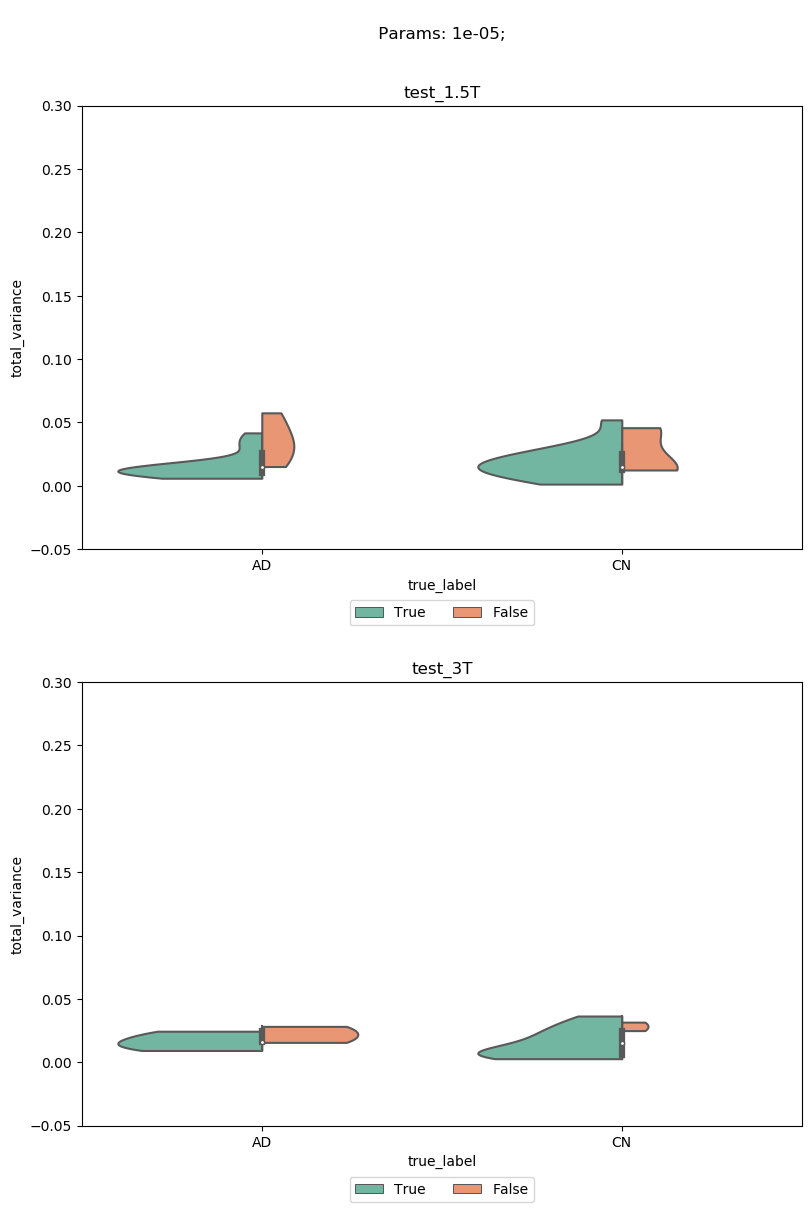 Params: 1e-05;
test_1.5T
0.30
0.25
0.20
0.15
0.10
0.05
0.00
−0.05
total_variance
AD CN
true_label
True False
test_3T
0.30
0.25
0.20
0.15
0.10
0.05
0.00
−0.05
total_variance
AD CN
true_label
True False